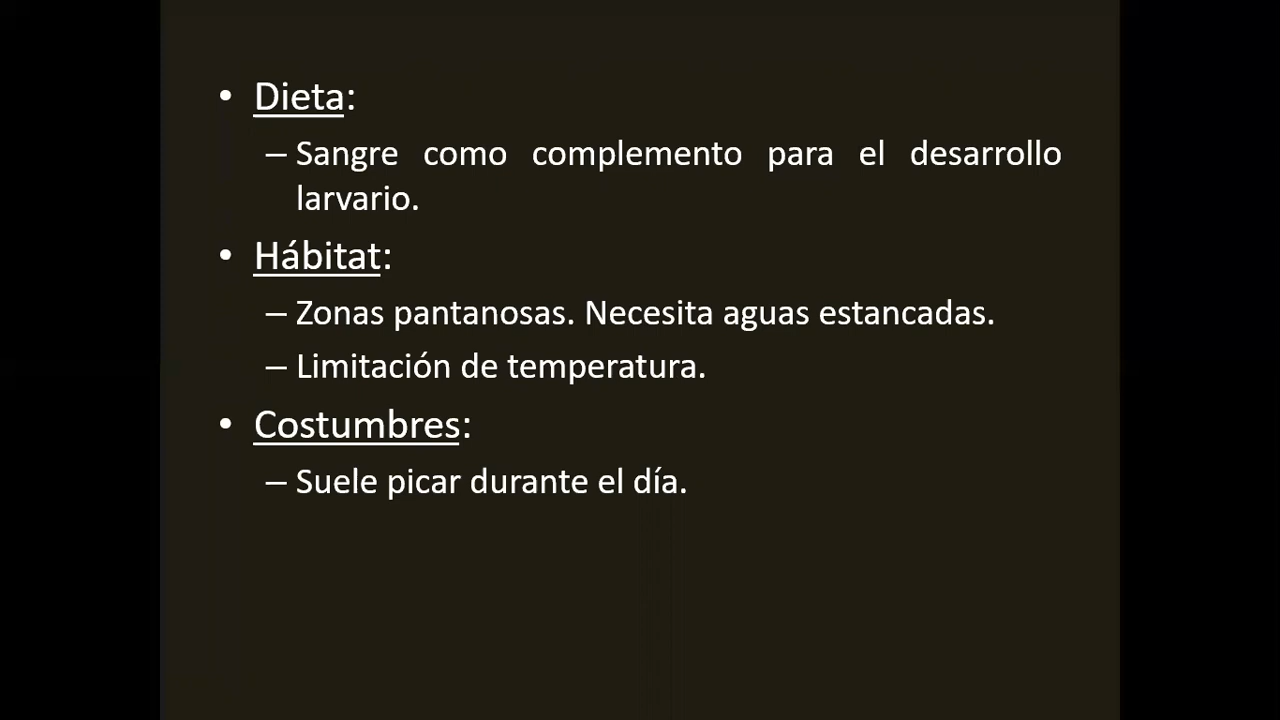 • Dieta:
– Sangre como complemento para el desarrollo
larvario.
• Hábitat:
– Zonas pantanosas. Necesita aguas estancadas.
– Limitación de temperatura.
• Costumbres:
– Suele picar durante el día.